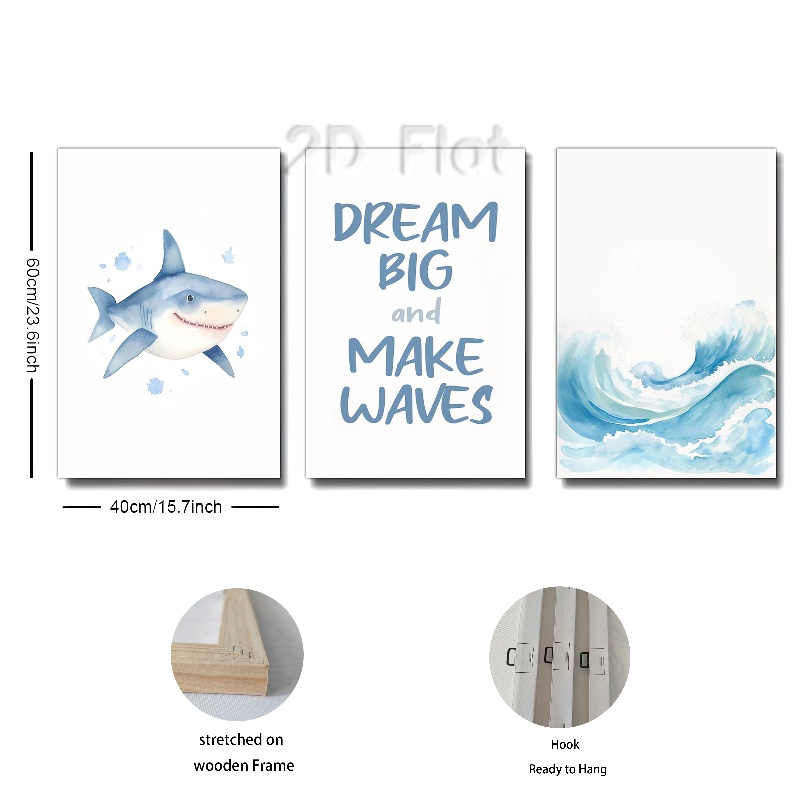 2D Flat
DREAM
BIG
and
MAKE
WAVES
60cm/23.6inch
40cm/15.7inch
stretched on
wooden Frame
Hook
Ready to Hang